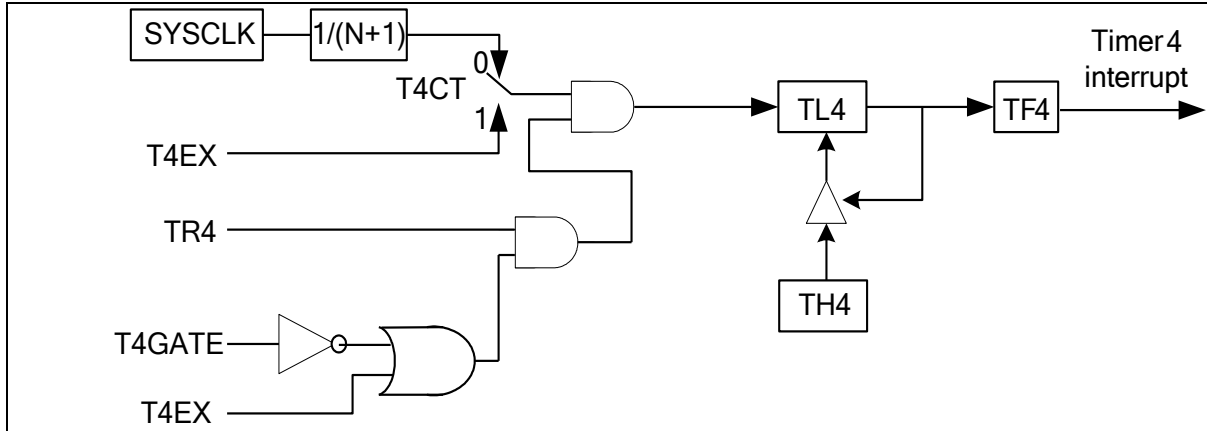 SYSCLK
1/(N+1)
0
T4CT
1
T4EX
TR4
T4GATE
T4EX
TL4
TH4
TF4
Timer 4
interrupt